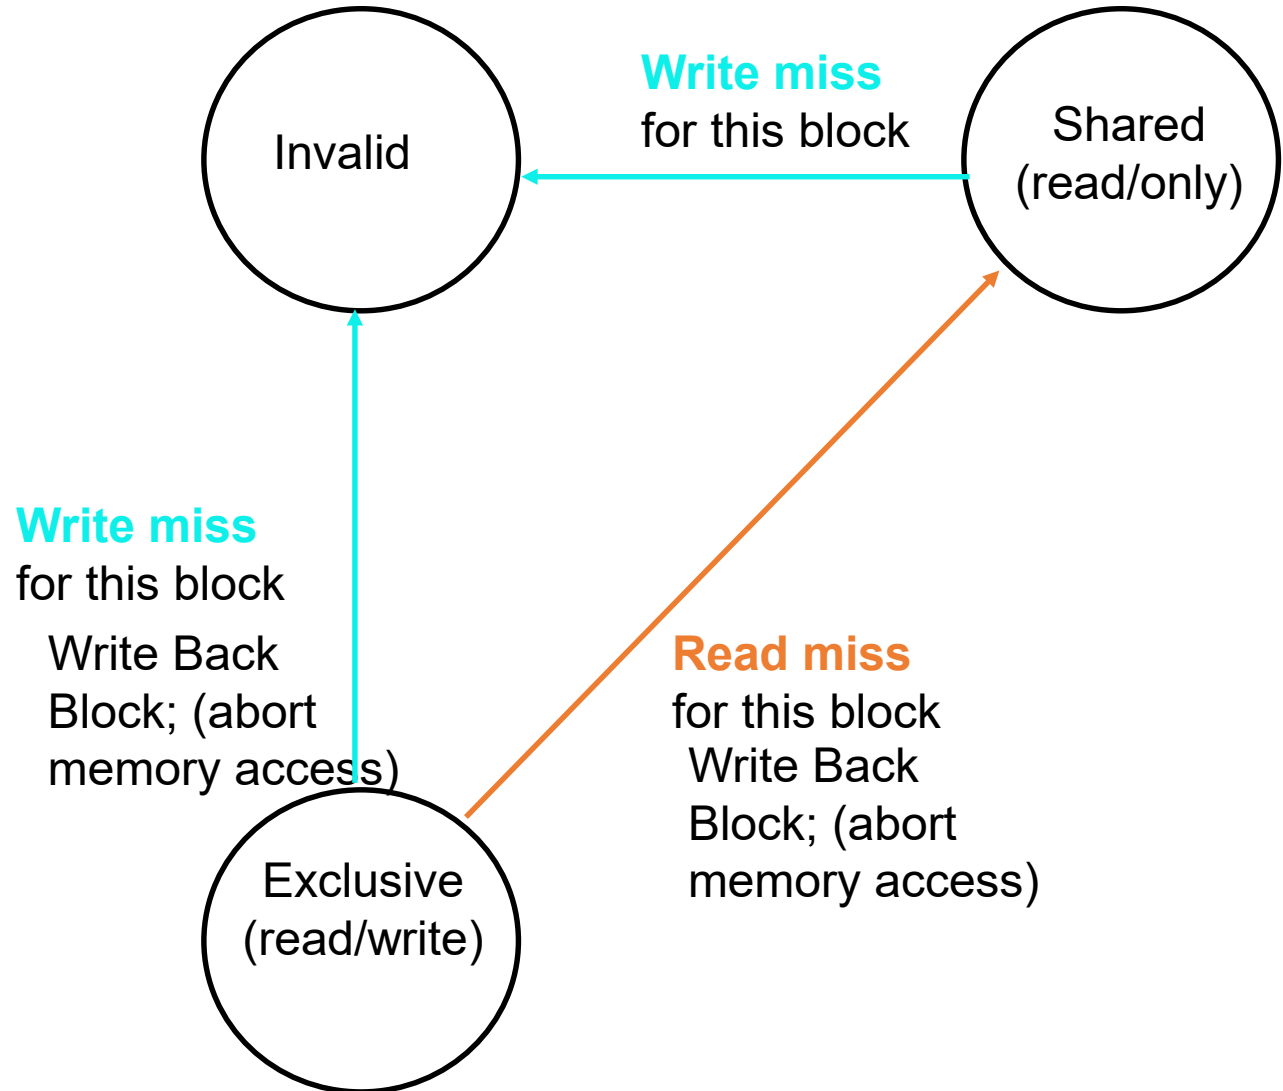 Invalid
Write miss
for this block
Shared
(read/only)
Write miss
for this block
Write Back
Block; (abort
memory access)
Read miss
for this block
Write Back
Block; (abort
memory access)
Exclusive
(read/write)